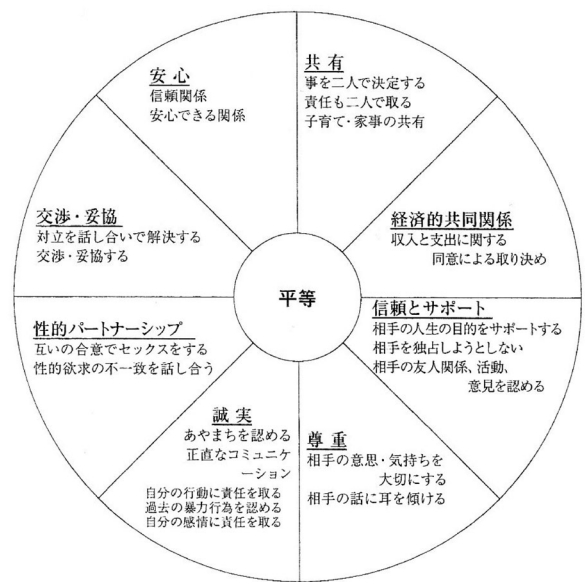 安心
信頼関係
安心できる関係
共有
事を二人で決定する
責任も二人で取る
子育て・家事の共有
経済的共同関係
収入と支出に関する
同意による取り決め
信頼とサポート
相手の人生の目的をサポートする
相手を独占しようとしない
相手の友人関係、活動、
意見を認める
尊重
相手の意思・気持ちを
大切にする
相手の話に耳を傾ける
誠実
あやまちを認める
正直なコミュニケ
ーション
自分の行動に責任を取る
過去の暴力行為を認める
自分の感情に責任を取る
性的パートナーシップ
互いの合意でセックスをする
性的欲求の不一致を話し合う
交渉・妥協
対立を話し合いで解決する
交渉・妥協する
平等